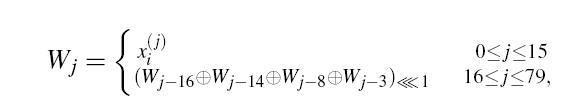 W_j = { x_i^{(j)} 0≤j≤15
(W_{j−16}⊕W_{j−14}⊕W_{j−8}⊕W_{j−3})_{⋘1} 16≤j≤79,